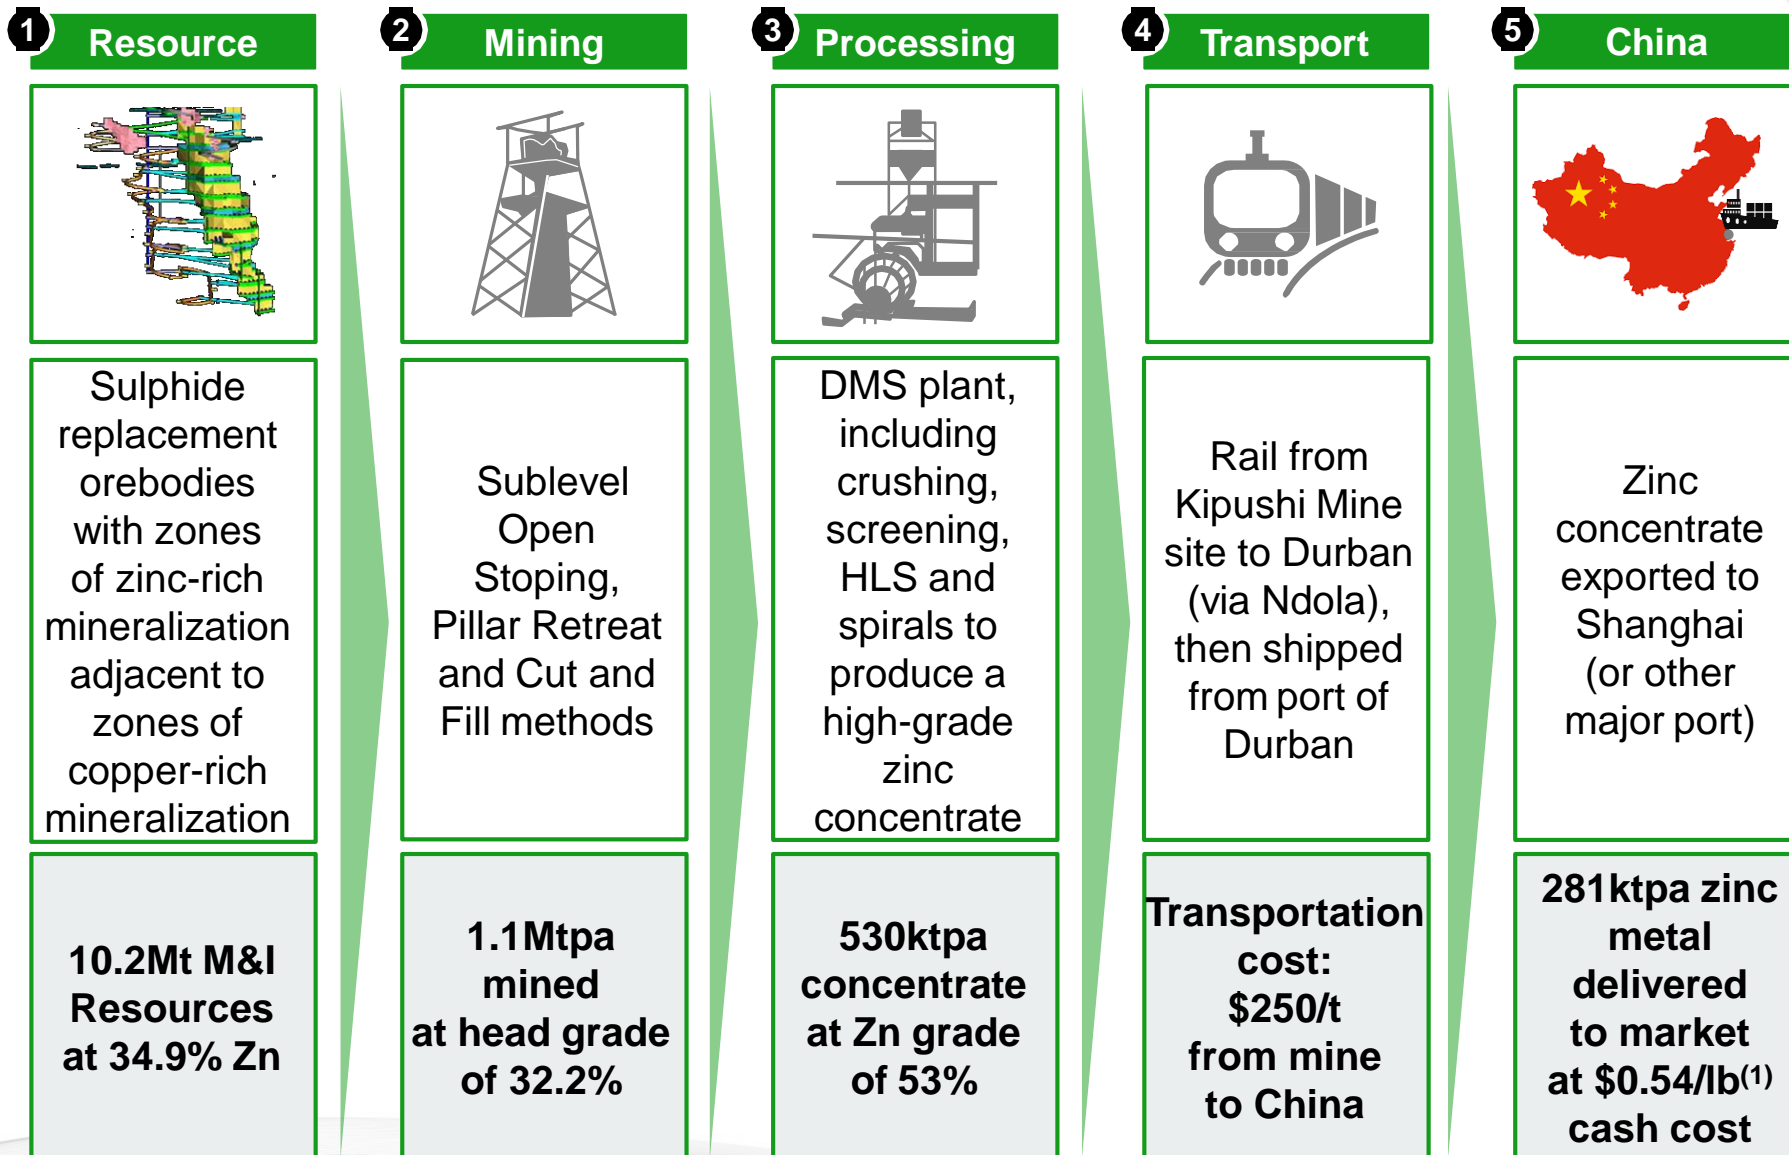 1
Resource
2
Mining
3
Processing
4
Transport
5
China
Sulphide
replacement
orebodies
with zones
of zinc-rich
mineralization
adjacent to
zones of
copper-rich
mineralization
Sublevel
Open
Stoping,
Pillar Retreat
and Cut and
Fill methods
DMS plant,
including
crushing,
screening,
HLS and
spirals to
produce a
high-grade
zinc
concentrate
Rail from
Kipushi Mine
site to Durban
(via Ndola),
then shipped
from port of
Durban
Zinc
concentrate
exported to
Shanghai
(or other
major port)
10.2Mt M&I
Resources
at 34.9% Zn
1.1Mtpa
mined
at head grade
of 32.2%
530ktpa
concentrate
at Zn grade
of 53%
Transportation
cost:
$250/t
from mine
to China
281ktpa zinc
metal
delivered
to market
at $0.54/lb(1)
cash cost